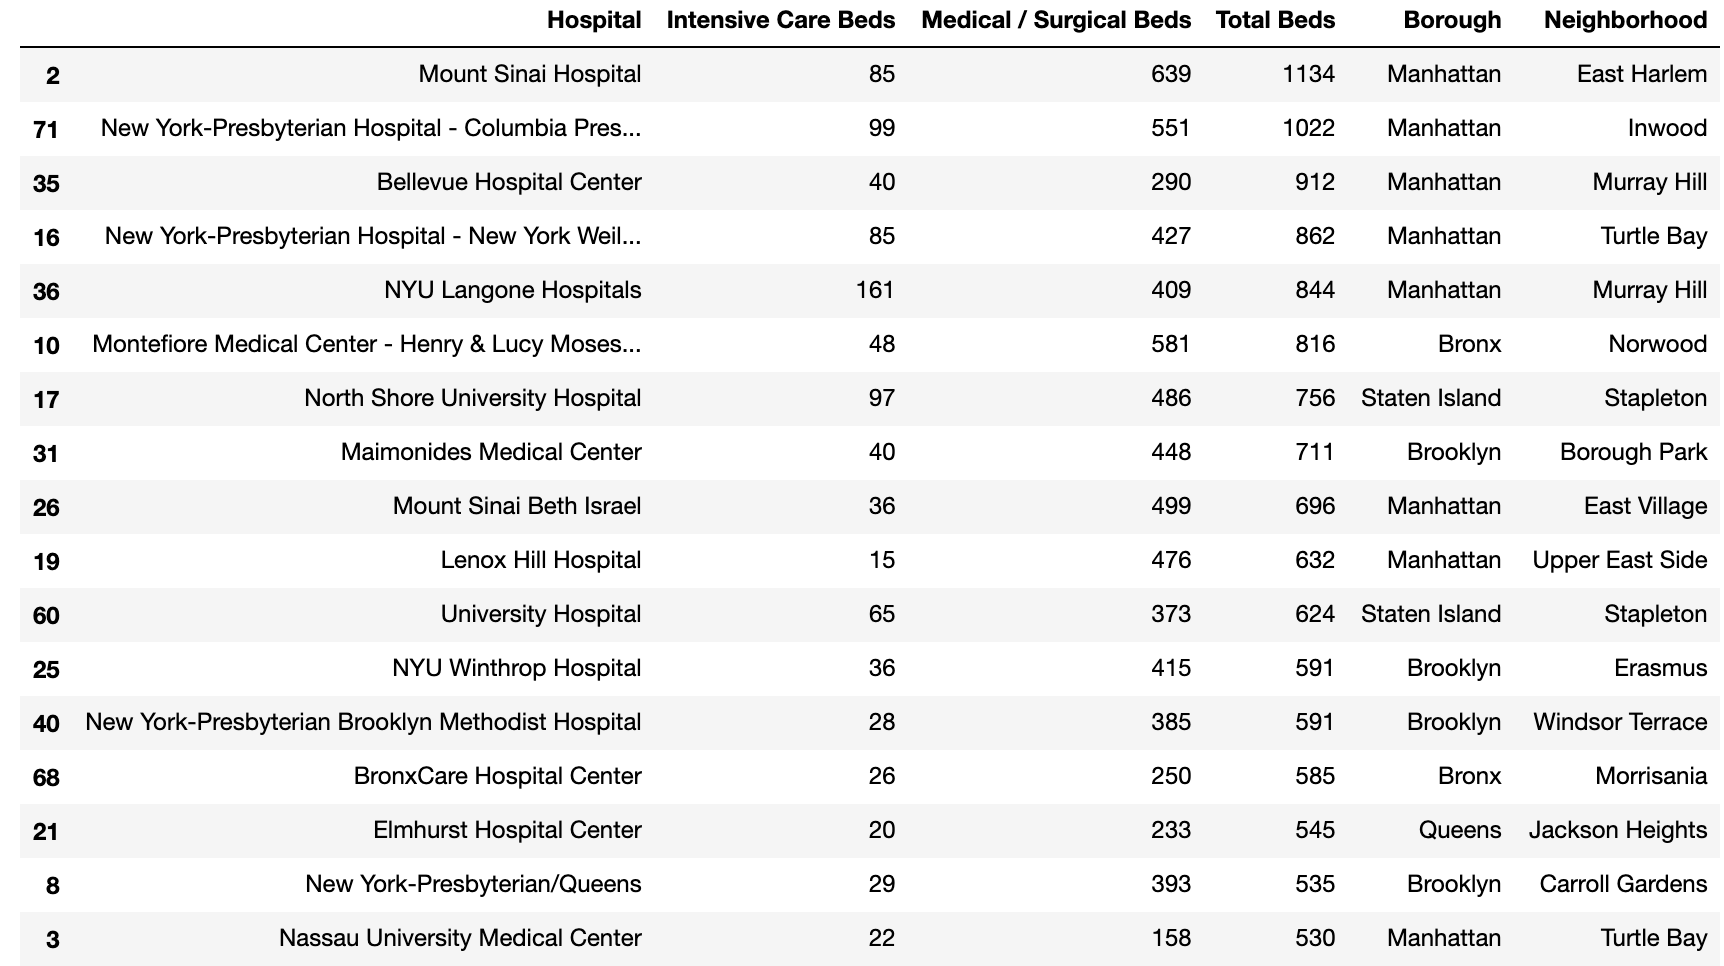 Hospital Intensive Care Beds Medical / Surgical Beds Total Beds Borough Neighborhood
2 Mount Sinai Hospital 85 639 1134 Manhattan East Harlem
71 New York-Presbyterian Hospital - Columbia Pres... 99 551 1022 Manhattan Inwood
35 Bellevue Hospital Center 40 290 912 Manhattan Murray Hill
16 New York-Presbyterian Hospital - New York Weil... 85 427 862 Manhattan Turtle Bay
36 NYU Langone Hospitals 161 409 844 Manhattan Murray Hill
10 Montefiore Medical Center - Henry & Lucy Moses... 48 581 816 Bronx Norwood
17 North Shore University Hospital 97 486 756 Staten Island Stapleton
31 Maimonides Medical Center 40 448 711 Brooklyn Borough Park
26 Mount Sinai Beth Israel 36 499 696 Manhattan East Village
19 Lenox Hill Hospital 15 476 632 Manhattan Upper East Side
60 University Hospital 65 373 624 Staten Island Stapleton
25 NYU Winthrop Hospital 36 415 591 Brooklyn Erasmus
40 New York-Presbyterian Brooklyn Methodist Hospital 28 385 591 Brooklyn Windsor Terrace
68 BronxCare Hospital Center 26 250 585 Bronx Morrisania
21 Elmhurst Hospital Center 20 233 545 Queens Jackson Heights
8 New York-Presbyterian/Queens 29 393 535 Brooklyn Carroll Gardens
3 Nassau University Medical Center 22 158 530 Manhattan Turtle Bay